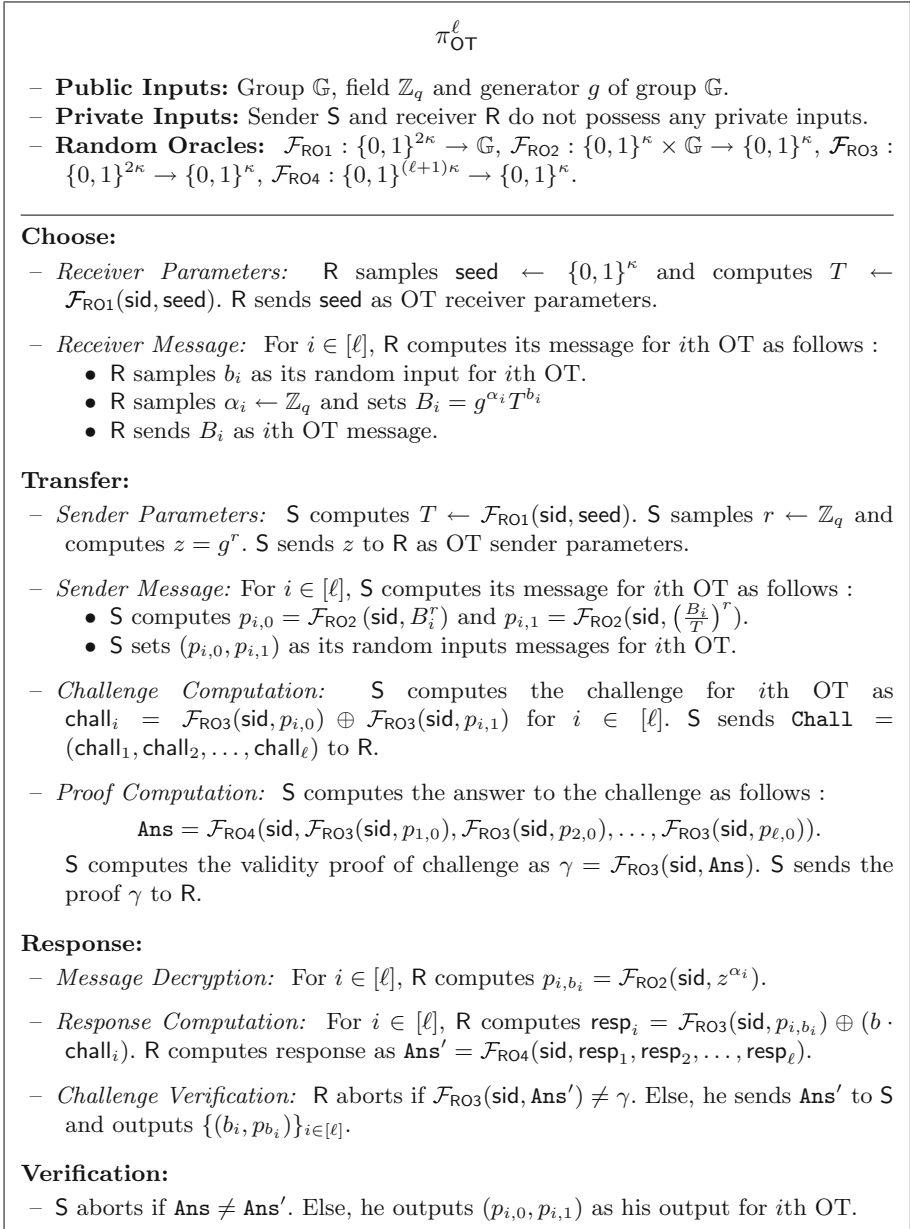 π^ℓ_OT
– Public Inputs: Group 𝔾, field ℤ_q and generator g of group 𝔾.
– Private Inputs: Sender S and receiver R do not possess any private inputs.
– Random Oracles: F_RO1 : {0, 1}^{2κ} → 𝔾, F_RO2 : {0, 1}^κ × 𝔾 → {0, 1}^κ, F_RO3 :
{0, 1}^{2κ} → {0, 1}^κ, F_RO4 : {0, 1}^{(ℓ+1)κ} → {0, 1}^κ.
Choose:
– Receiver Parameters: R samples seed ← {0, 1}^κ and computes T ←
F_RO1(sid, seed). R sends seed as OT receiver parameters.
– Receiver Message: For i ∈ [ℓ], R computes its message for ith OT as follows :
• R samples b_i as its random input for ith OT.
• R samples α_i ← ℤ_q and sets B_i = g^{α_i} T^{b_i}
• R sends B_i as ith OT message.
Transfer:
– Sender Parameters: S computes T ← F_RO1(sid, seed). S samples r ← ℤ_q and
computes z = g^r. S sends z to R as OT sender parameters.
– Sender Message: For i ∈ [ℓ], S computes its message for ith OT as follows :
• S computes p_{i,0} = F_RO2 (sid, B_i^r) and p_{i,1} = F_RO2(sid, (B_i/T)^r).
• S sets (p_{i,0}, p_{i,1}) as its random inputs messages for ith OT.
– Challenge Computation: S computes the challenge for ith OT as
chall_i = F_RO3(sid, p_{i,0}) ⊕ F_RO3(sid, p_{i,1}) for i ∈ [ℓ]. S sends Chall =
(chall_1, chall_2, . . . , chall_ℓ) to R.
– Proof Computation: S computes the answer to the challenge as follows :
Ans = F_RO4(sid, F_RO3(sid, p_{1,0}), F_RO3(sid, p_{2,0}), . . . , F_RO3(sid, p_{ℓ,0})).
S computes the validity proof of challenge as γ = F_RO3(sid, Ans). S sends the
proof γ to R.
Response:
– Message Decryption: For i ∈ [ℓ], R computes p_{i,b_i} = F_RO2(sid, z^{α_i}).
– Response Computation: For i ∈ [ℓ], R computes resp_i = F_RO3(sid, p_{i,b_i}) ⊕ (b ·
chall_i). R computes response as Ans′ = F_RO4(sid, resp_1, resp_2, . . . , resp_ℓ).
– Challenge Verification: R aborts if F_RO3(sid, Ans′) ≠ γ. Else, he sends Ans′ to S
and outputs {(b_i, p_{b_i})}_{i∈[ℓ]}.
Verification:
– S aborts if Ans ≠ Ans′. Else, he outputs (p_{i,0}, p_{i,1}) as his output for ith OT.